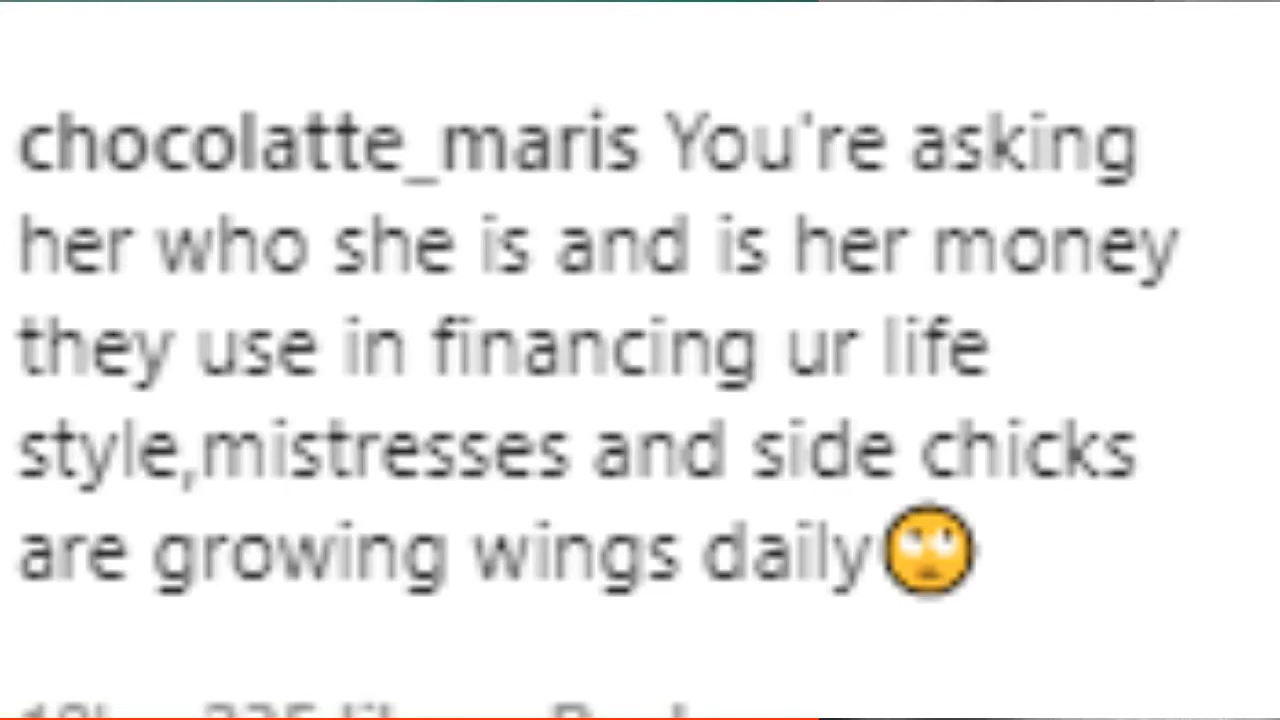 chocolatte_maris You're asking
her who she is and is her money
they use in financing ur life
style,mistresses and side chicks
are growing wings daily🙄